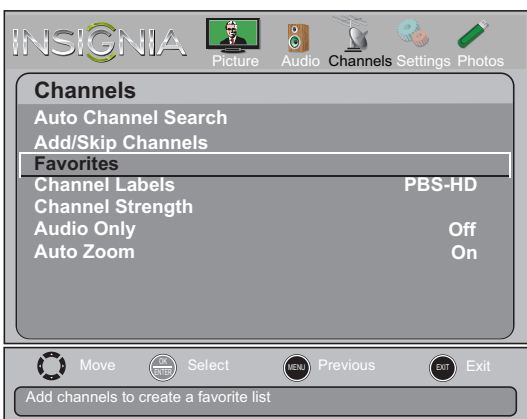 INSIGNIA
Picture Audio Channels Settings Photos
Channels
Auto Channel Search
Add/Skip Channels
Favorites
Channel Labels PBS-HD
Channel Strength
Audio Only Off
Auto Zoom On
Move OK ENTER Select MENU Previous EXIT Exit
Add channels to create a favorite list